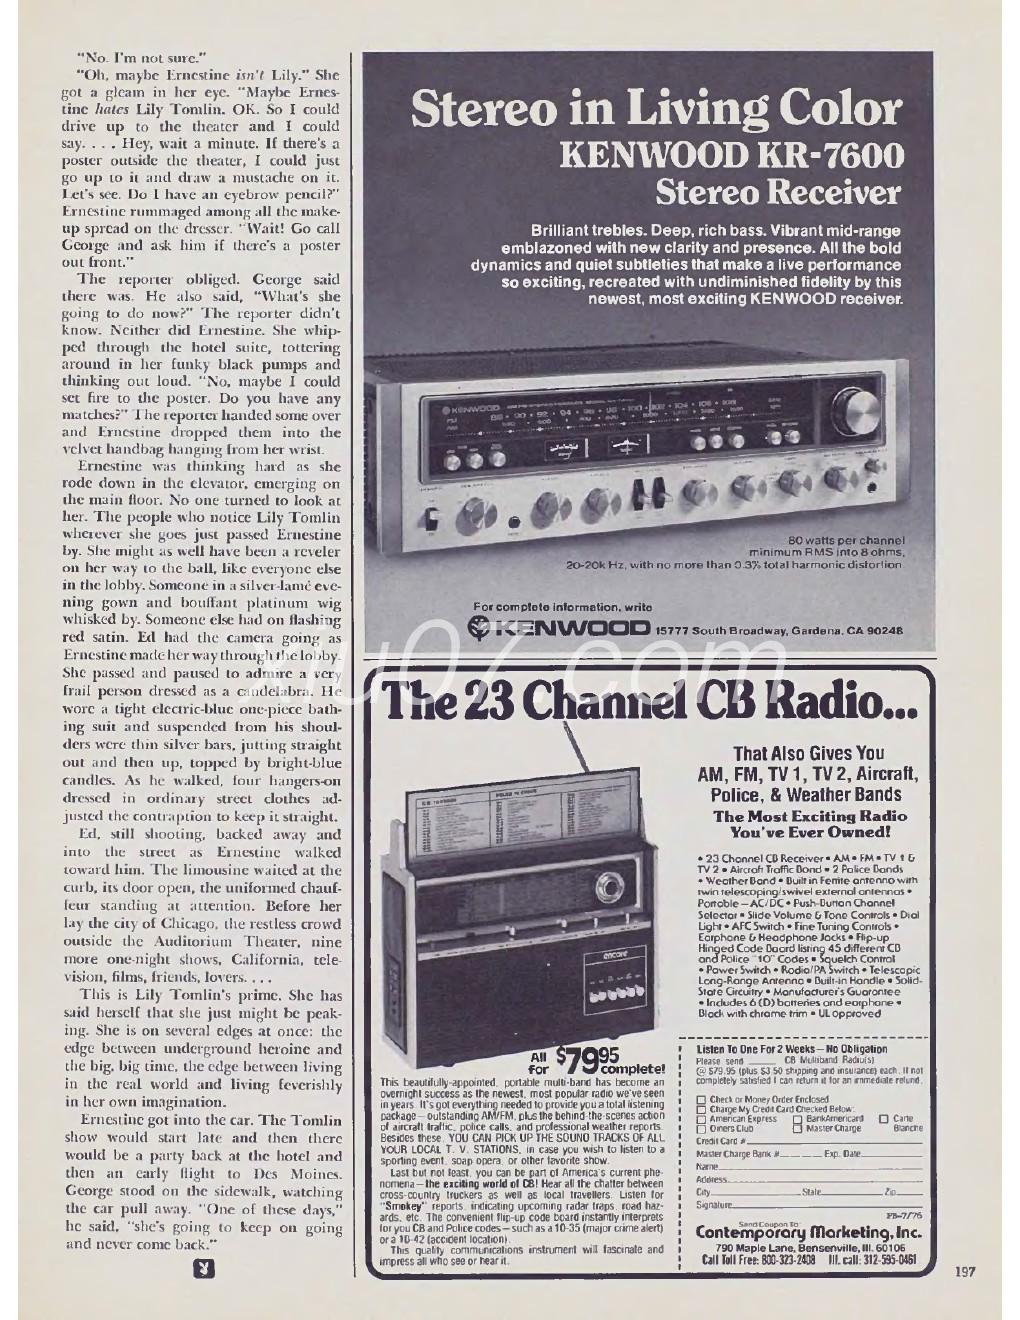 "No. I'm not sure."
"Oh, maybe Ernestine isn't Lily." She
got a gleam in her eye. "Maybe Ernes-
tine hates Lily Tomlin. OK. So I could
drive up to the theater and I could
say. . . . Hey, wait a minute. If there's a
poster outside the theater, I could just
go up to it and draw a mustache on it.
Let's see. Do I have an eyebrow pencil?"
Ernestine rummaged among all the make-
up spread on the dresser. "Wait! Go call
George and ask him if there's a poster
out front."
The reporter obliged. George said
there was. He also said, "What's she
going to do now?" The reporter didn't
know. Neither did Ernestine. She whip-
ped through the hotel suite, tottering
around in her funky black pumps and
thinking out loud. "No, maybe I could
set fire to the poster. Do you have any
matches?" The reporter handed some over
and Ernestine dropped them into the
velvet handbag hanging from her wrist.
Ernestine was thinking hard as she
rode down in the elevator, emerging on
the main floor. No one turned to look at
her. The people who notice Lily Tomlin
wherever she goes just passed Ernestine
by. She might as well have been a reveler
on her way to the ball, like everyone else
in the lobby. Someone in a silver-lamé eve-
ning gown and bouffant platinum wig
whisked by. Someone else had on flashing
red satin. Ed had the camera going as
Ernestine made her way through the lobby.
She passed and paused to admire a very
frail person dressed as a candelabra. He
wore a tight electric-blue one-piece bath-
ing suit and suspended from his shoul-
ders were thin silver bars, jutting straight
out and then up, topped by bright-blue
candles. As he walked, four hangers-on
dressed in ordinary street clothes ad-
justed the contraption to keep it straight.
Ed, still shooting, backed away and
into the street as Ernestine walked
toward him. The limousine waited at the
curb, its door open, the uniformed chauf-
feur standing at attention. Before her
lay the city of Chicago, the restless crowd
outside the Auditorium Theater, nine
more one-night shows, California, tele-
vision, films, friends, lovers. . . .
This is Lily Tomlin's prime. She has
said herself that she just might be peak-
ing. She is on several edges at once: the
edge between underground heroine and
the big, big time, the edge between living
in the real world and living feverishly
in her own imagination.
Ernestine got into the car. The Tomlin
show would start late and then there
would be a party back at the hotel and
then an early flight to Des Moines.
George stood on the sidewalk, watching
the car pull away. "One of these days,"
he said, "she's going to keep on going
and never come back."
Stereo in Living Color
KENWOOD KR-7600
Stereo Receiver
Brilliant trebles. Deep, rich bass. Vibrant mid-range
emblazoned with new clarity and presence. All the bold
dynamics and quiet subtleties that make a live performance
so exciting, recreated with undiminished fidelity by this
newest, most exciting KENWOOD receiver.
KENWOOD
80 watts per channel
minimum RMS into 8 ohms,
20-20k Hz, with no more than 0.3% total harmonic distortion.
For complete information, write
KENWOOD 15777 South Broadway, Gardena, CA 90248
xiu07.com
The 23 Channel CB Radio...
That Also Gives You
AM, FM, TV 1, TV 2, Aircraft,
Police, & Weather Bands
The Most Exciting Radio
You've Ever Owned!
• 23 Channel CB Receiver • AM • FM • TV 1 &
TV 2 • Aircraft Traffic Band • 2 Police Bands
• Weather Band • Built in Ferrite antenna with
twin telescoping/swivel external antennas •
Portable — AC/DC • Push-Button Channel
Selector • Slide Volume & Tone Controls • Dial
Light • AFC Switch • Fine Tuning Controls •
Earphone & Headphone Jacks • Flip-up
Hinged Code Board listing 45 different CB
and Police "10" Codes • Squelch Control
• Power Switch • Radio/PA Switch • Telescopic
Long-Range Antenna • Built-in Handle • Solid-
State Circuitry • Manufacturer's Guarantee
• Includes 6 (D) batteries and earphone •
Black with chrome trim • UL approved
encore
All for $79.95 complete!
This beautifully-appointed, portable multi-band has become an
overnight success as the newest, most popular radio we've seen
in years. It's got everything needed to provide you a total listening
package — outstanding AM/FM, plus the behind-the-scenes action
of aircraft traffic, police calls, and professional weather reports.
Besides these, YOU CAN PICK UP THE SOUND TRACKS OF ALL
YOUR LOCAL T. V. STATIONS, in case you wish to listen to a
sporting event, soap opera, or other favorite show.
Last but not least, you can be part of America's current phe-
nomena — the exciting world of CB! Hear all the chatter between
cross-country truckers as well as local travellers. Listen for
"Smokey" reports, indicating upcoming radar traps, road haz-
ards, etc. The convenient flip-up code board instantly interprets
for you CB and Police codes — such as a 10-35 (major crime alert)
or a 10-42 (accident location).
This quality communications instrument will fascinate and
impress all who see or hear it.
Listen To One For 2 Weeks — No Obligation
Please send ____ CB Multiband Radio(s)
@ $79.95 (plus $3.50 shipping and insurance) each. If not
completely satisfied I can return it for an immediate refund.
Check or Money Order Enclosed
Charge My Credit Card Checked Below:
American Express BankAmericard Carte Blanche
Diners Club Master Charge
Credit Card #
Master Charge Bank # Exp. Date
Name
Address
City State Zip
Signature
PB-7/76
Send Coupon To:
Contemporary Marketing, Inc.
790 Maple Lane, Bensenville, Ill. 60106
Call Toll Free: 800-323-2408 Ill. call: 312-595-0461
197